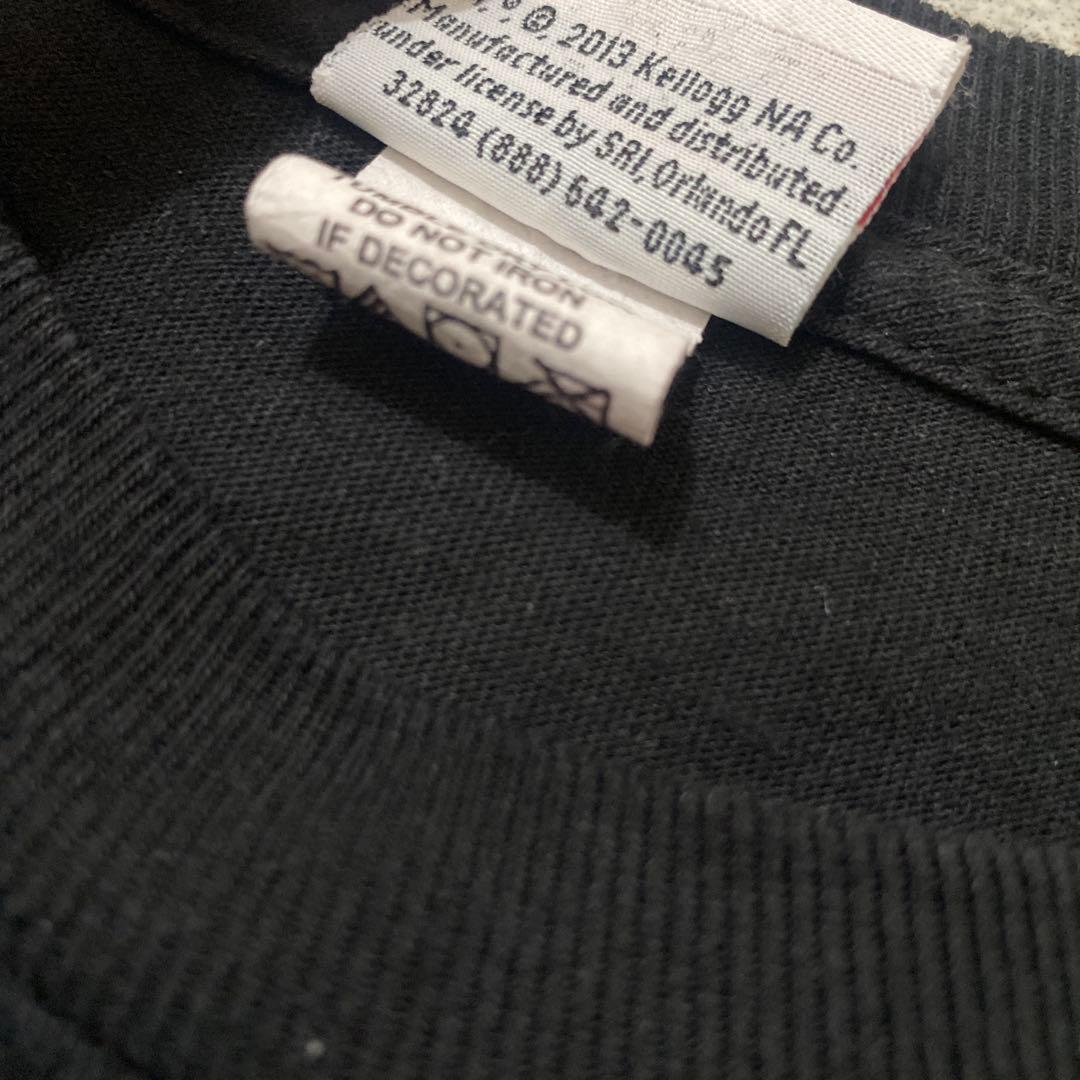 , ® ©, 2013 Kellogg NA Co.
Manufactured and distributed
under license by SRI, Orlando FL
32824 (888) 642-0045
DO NOT IRON
IF DECORATED